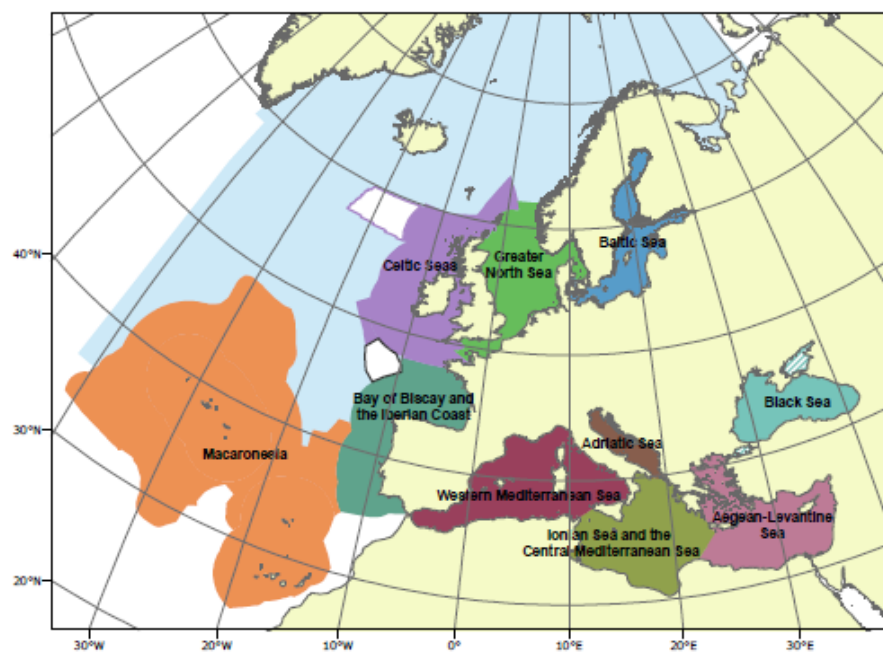 Celtic Seas
Greater
North Sea
Baltic Sea
40°N
Bay of Biscay and
the Iberian Coast
Black Sea
30°N
Macaronesia
Adriatic Sea
Western Mediterranean Sea
Aegean-Levantine
Sea
Ionian Sea and the
Central Mediterranean Sea
20°N
30°W
20°W
10°W
0°
10°E
20°E
30°E